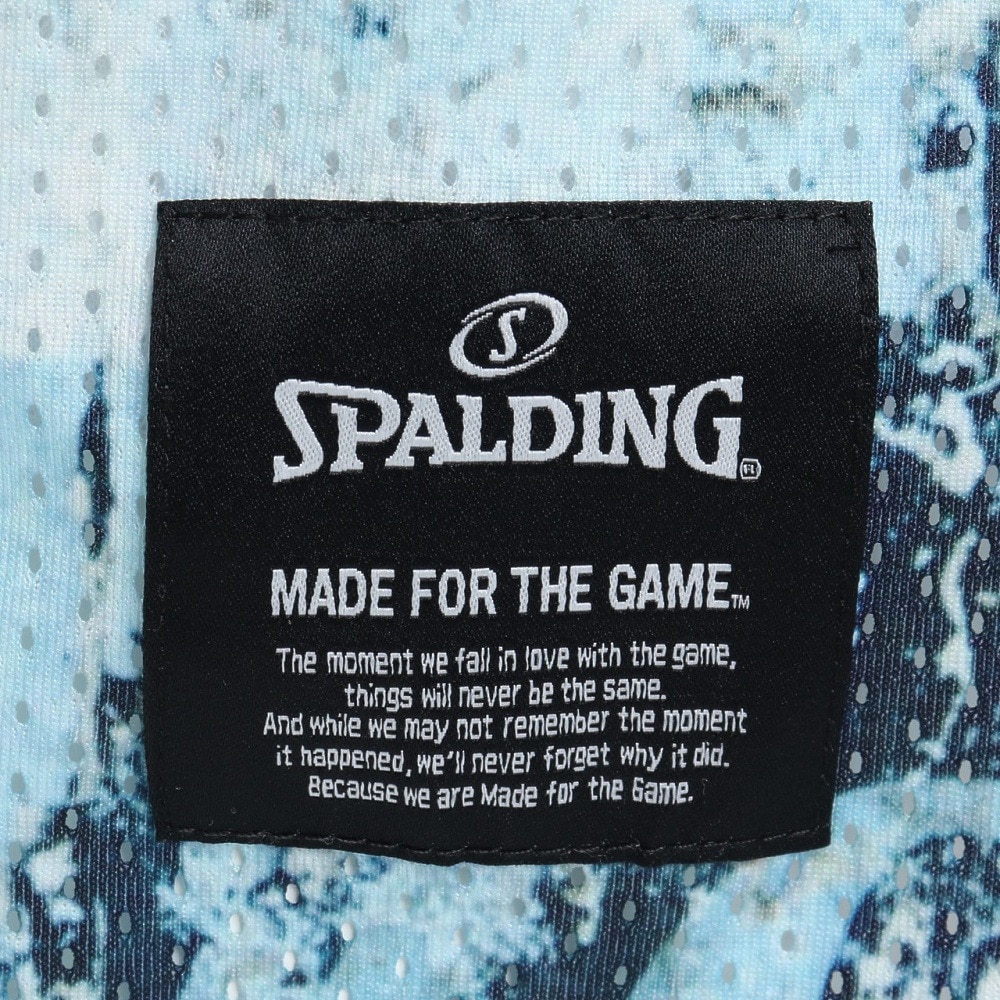 S
SPALDING®
MADE FOR THE GAME™
The moment we fall in love with the game,
things will never be the same.
And while we may not remember the moment
it happened, we'll never forget why it did.
Because we are Made for the Game.